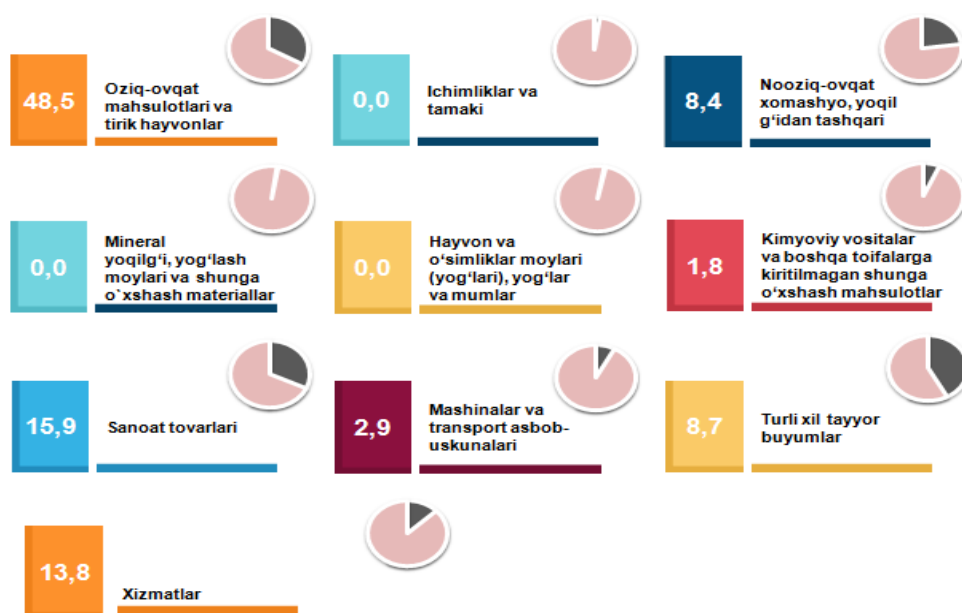 48,5
Oziq-ovqat
mahsulotlari va
tirik hayvonlar
0,0
Ichimliklar va
tamaki
8,4
Nooziq-ovqat
xomashyo, yoqil
g‘idan tashqari
0,0
Mineral
yoqilg‘i, yog‘lash
moylari va shunga
o`xshash materiallar
0,0
Hayvon va
o‘simliklar moylari
(yog‘lari), yog‘lar
va mumlar
1,8
Kimyoviy vositalar
va boshqa toifalarga
kiritilmagan shunga
o‘xshash mahsulotlar
15,9
Sanoat tovarlari
2,9
Mashinalar va
transport asbob-
uskunalari
8,7
Turli xil tayyor
buyumlar
13,8
Xizmatlar